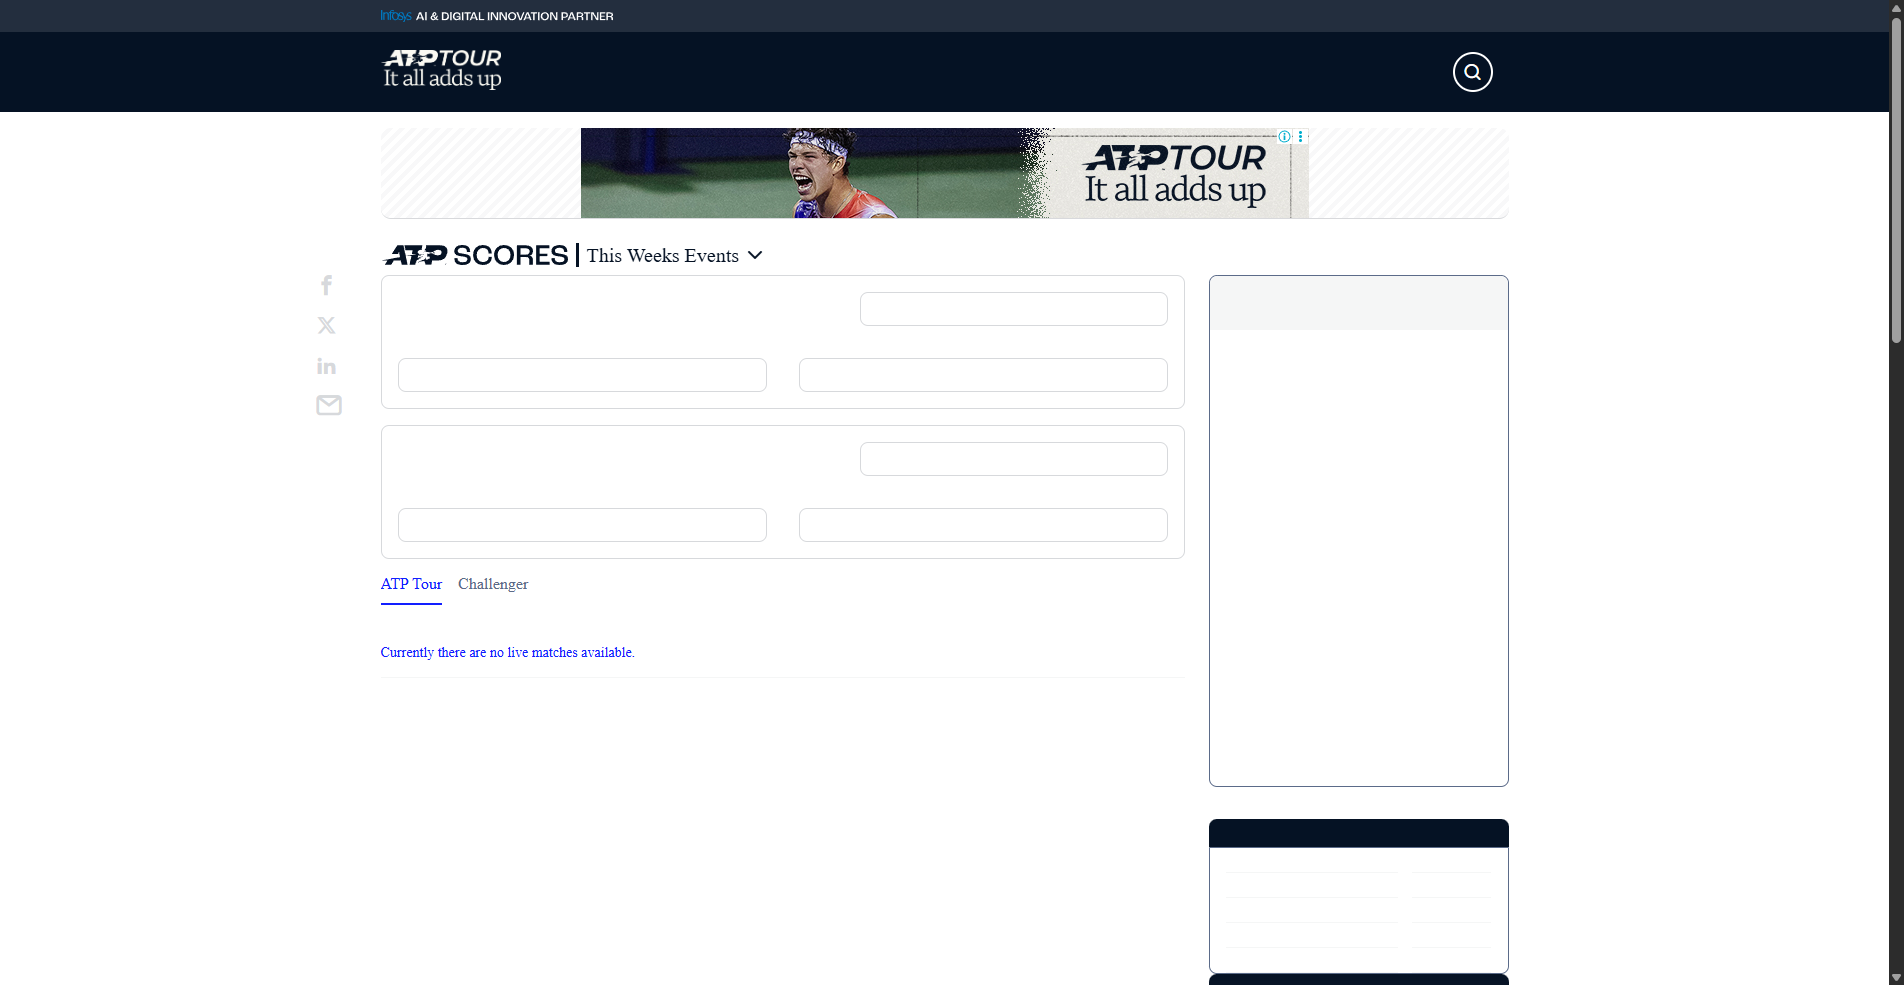 Infosys AI & DIGITAL INNOVATION PARTNER
ATP TOUR
It all adds up
ATP TOUR
It all adds up
ATP SCORES | This Weeks Events
ATP Tour Challenger
Currently there are no live matches available.